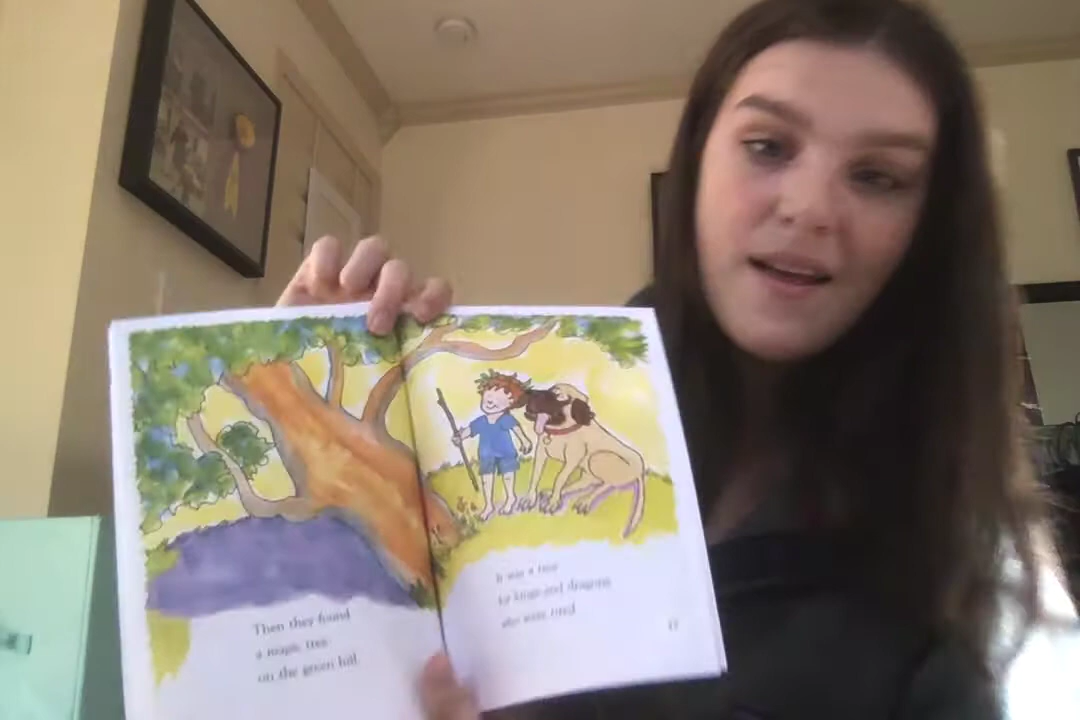 Then they found
a magic tree
on the green hill.
It was a tree
for kings and dragons
who were tired.
17